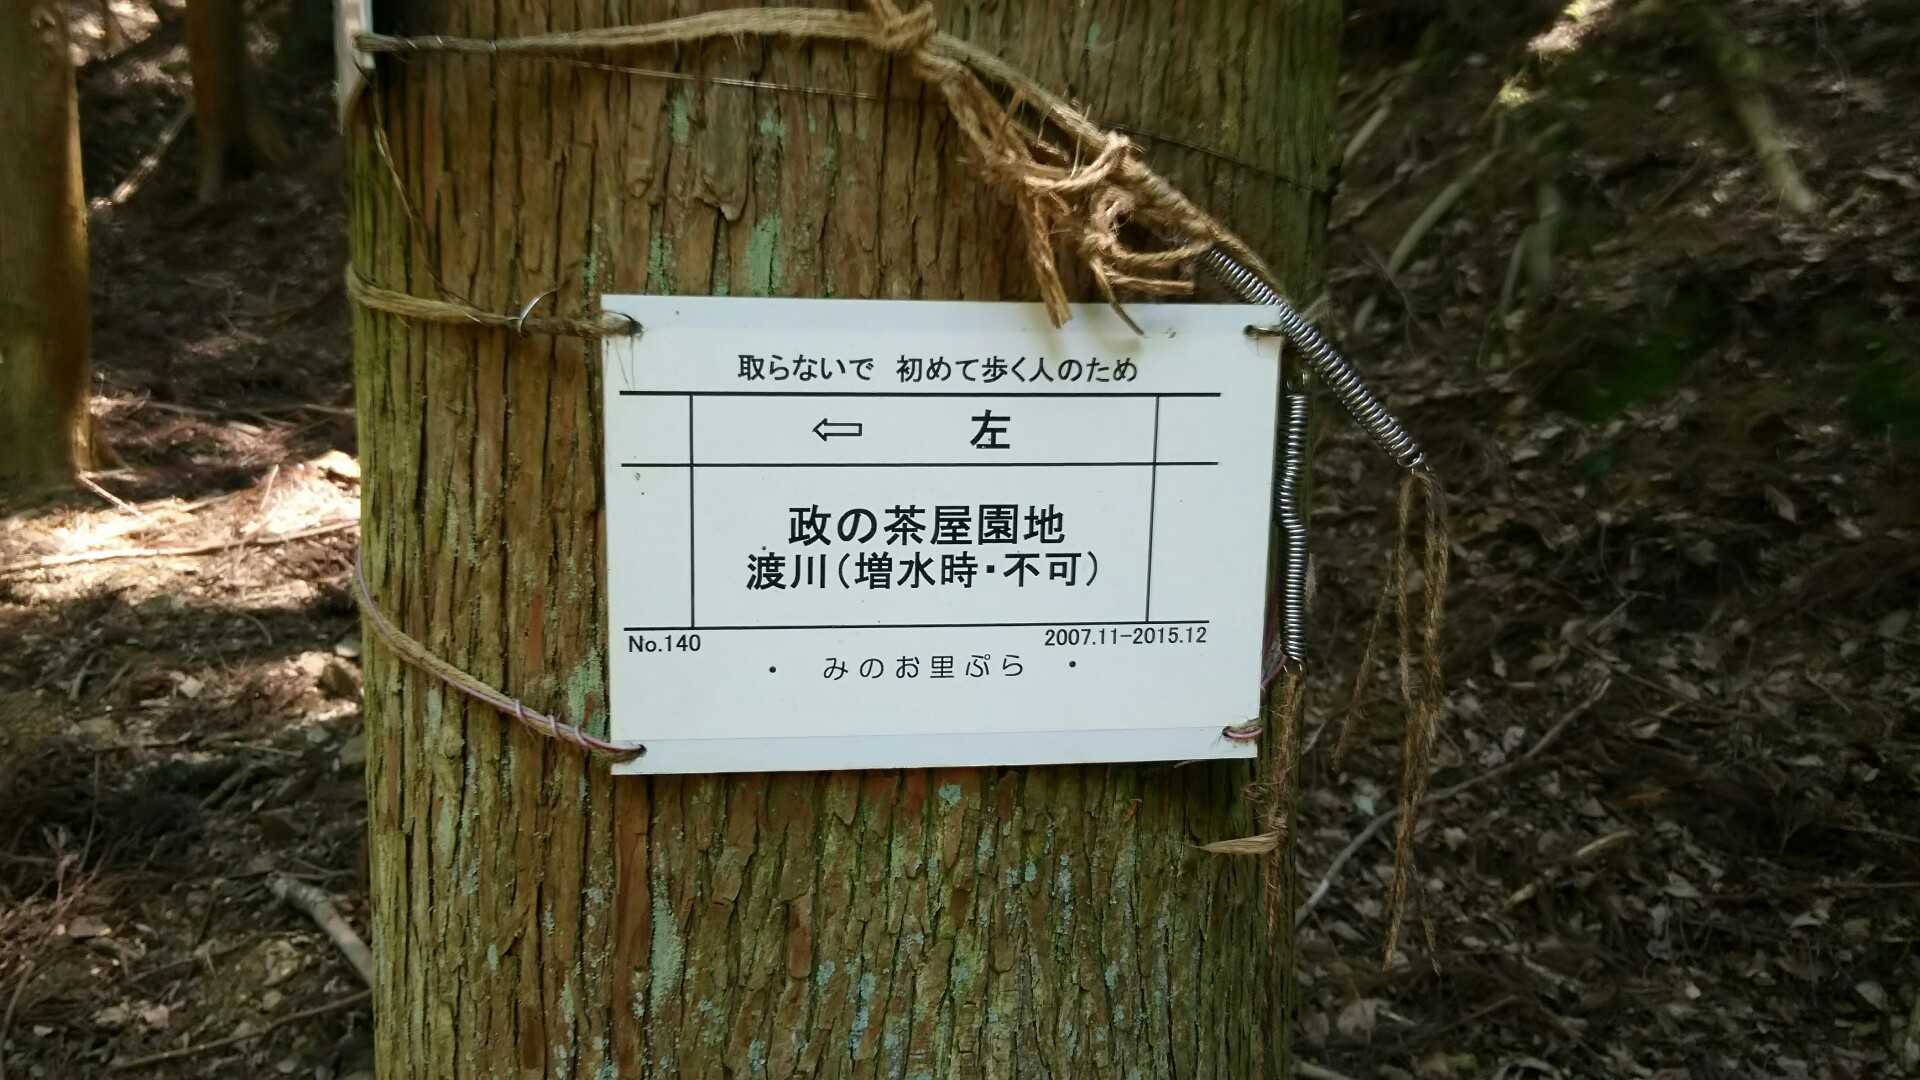 取らないで 初めて歩く人のため
⇦ 左
政の茶屋園地
渡川(増水時・不可)
No.140 2007.11-2015.12
・ みのお里ぷら ・